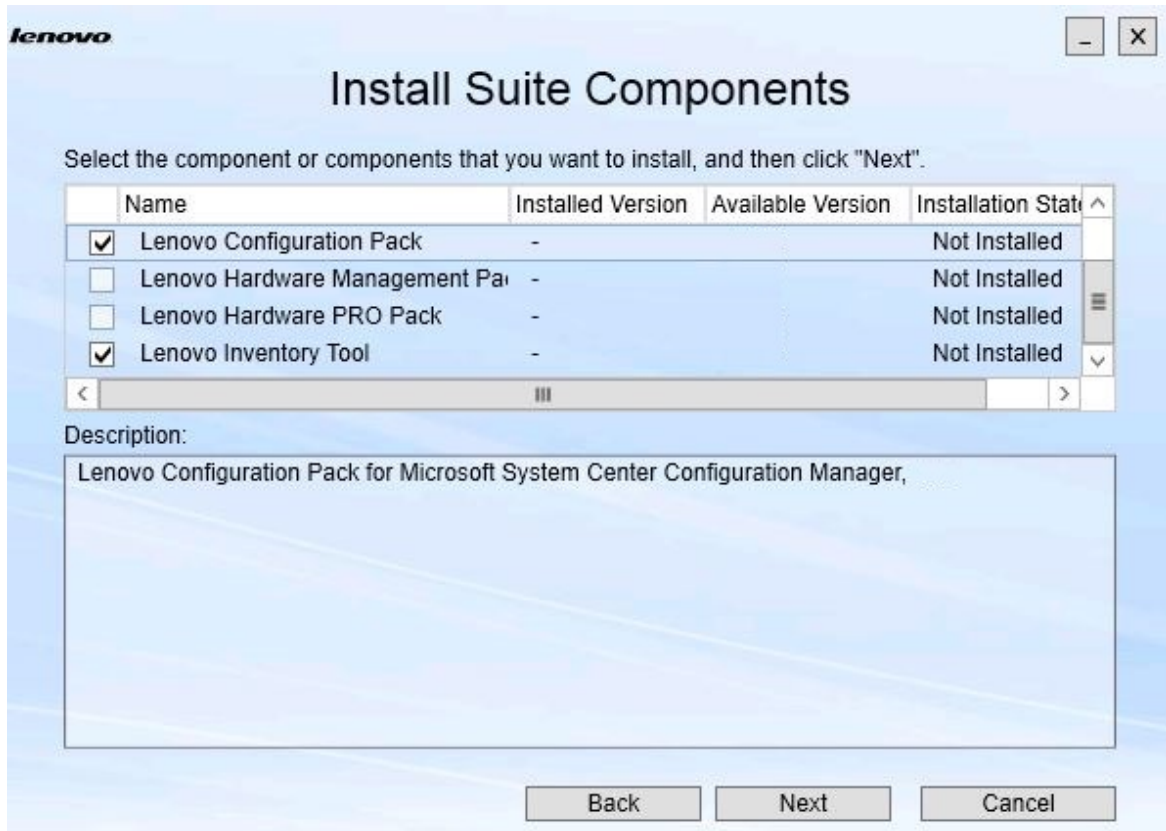 lenovo
Install Suite Components
Select the component or components that you want to install, and then click "Next".
Name Installed Version Available Version Installation State
Lenovo Configuration Pack - Not Installed
Lenovo Hardware Management Pa - Not Installed
Lenovo Hardware PRO Pack - Not Installed
Lenovo Inventory Tool - Not Installed
Description:
Lenovo Configuration Pack for Microsoft System Center Configuration Manager,
Back Next Cancel